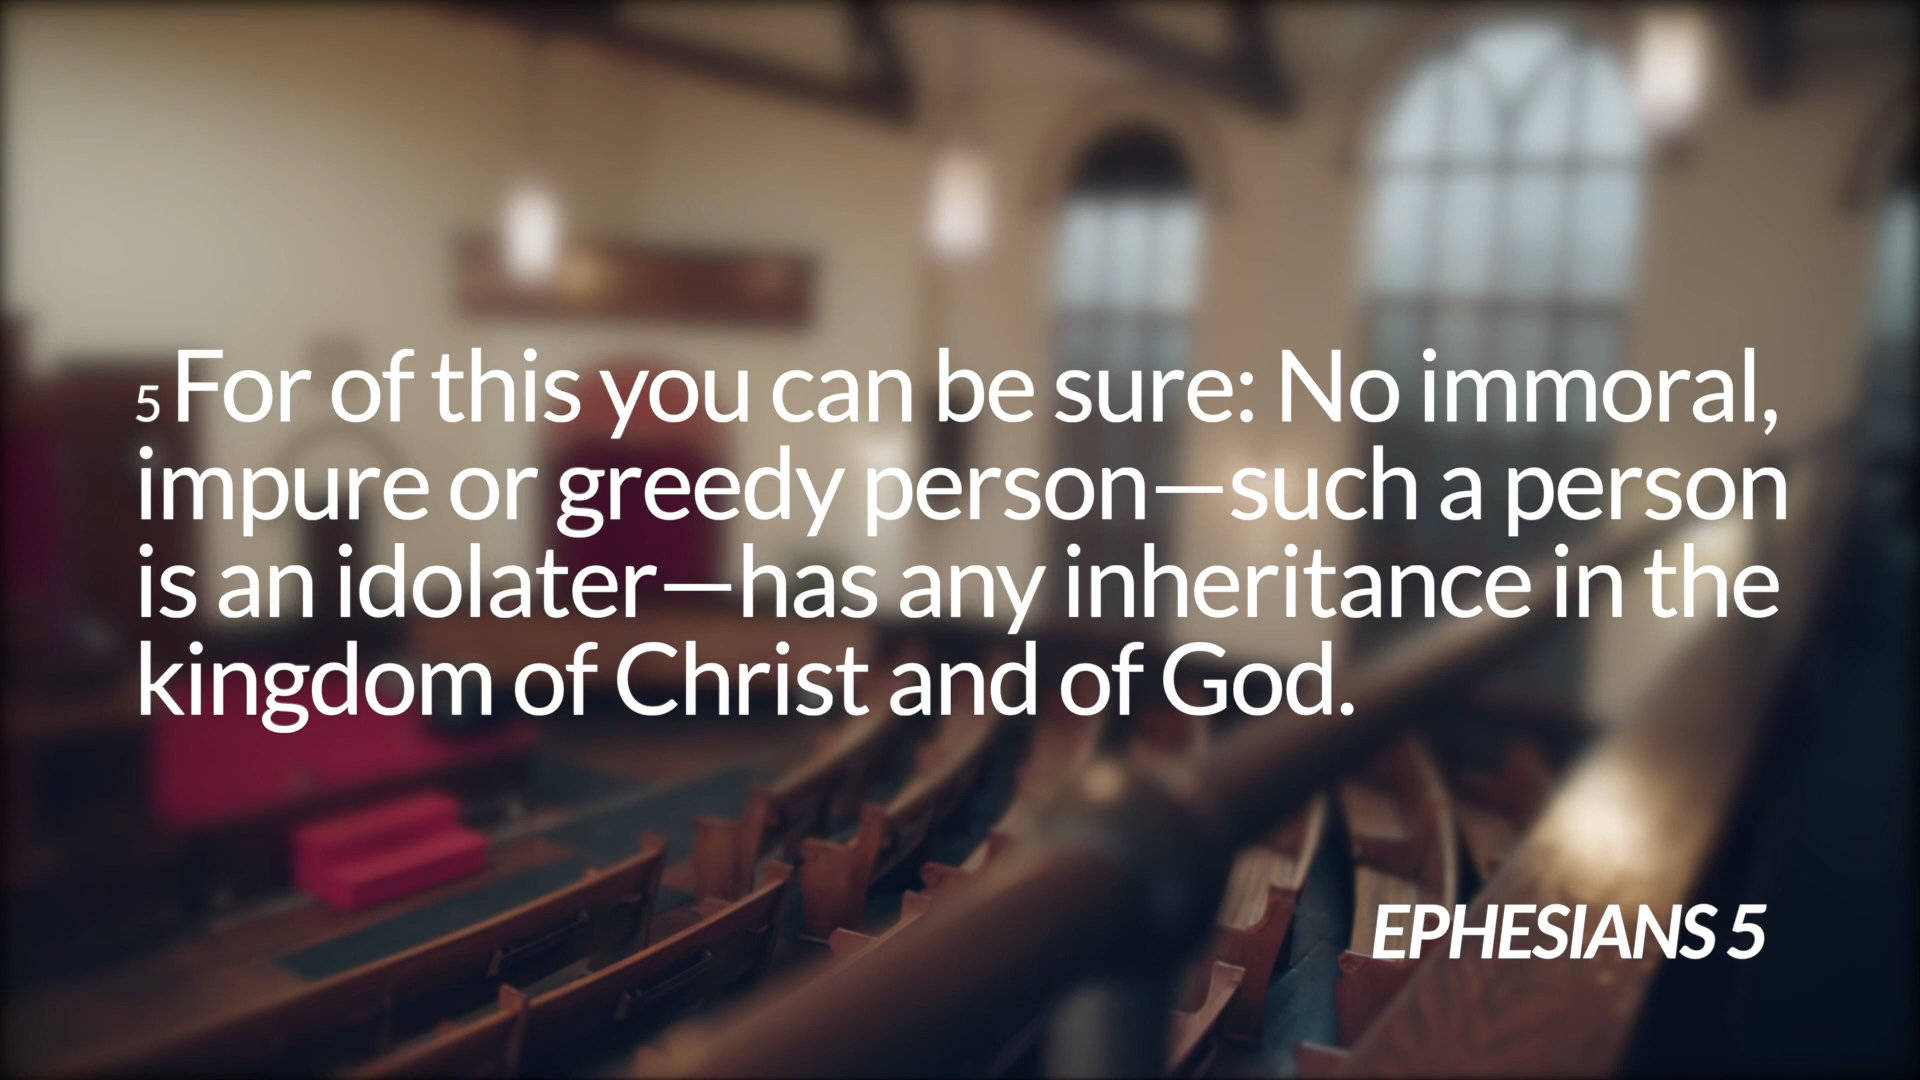 5 For of this you can be sure: No immoral,
impure or greedy person—such a person
is an idolater—has any inheritance in the
kingdom of Christ and of God.
EPHESIANS 5